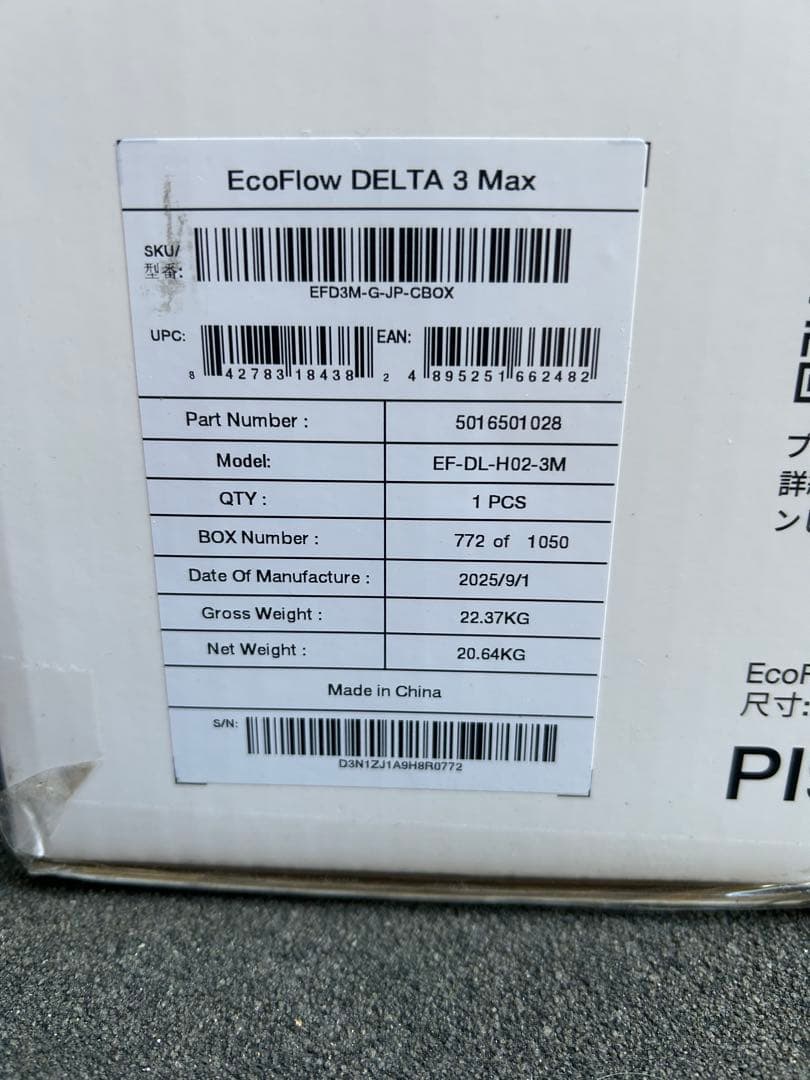 EcoFlow DELTA 3 Max
SKU/
型番:
EFD3M-G-JP-CBOX
UPC:
8 42783 18438 2
EAN:
4 895251 662482
Part Number : 5016501028
Model: EF-DL-H02-3M
QTY : 1 PCS
BOX Number : 772 of 1050
Date Of Manufacture : 2025/9/1
Gross Weight : 22.37KG
Net Weight : 20.64KG
Made in China
S/N:
D3N1ZJ1A9H8R0772
尺寸: